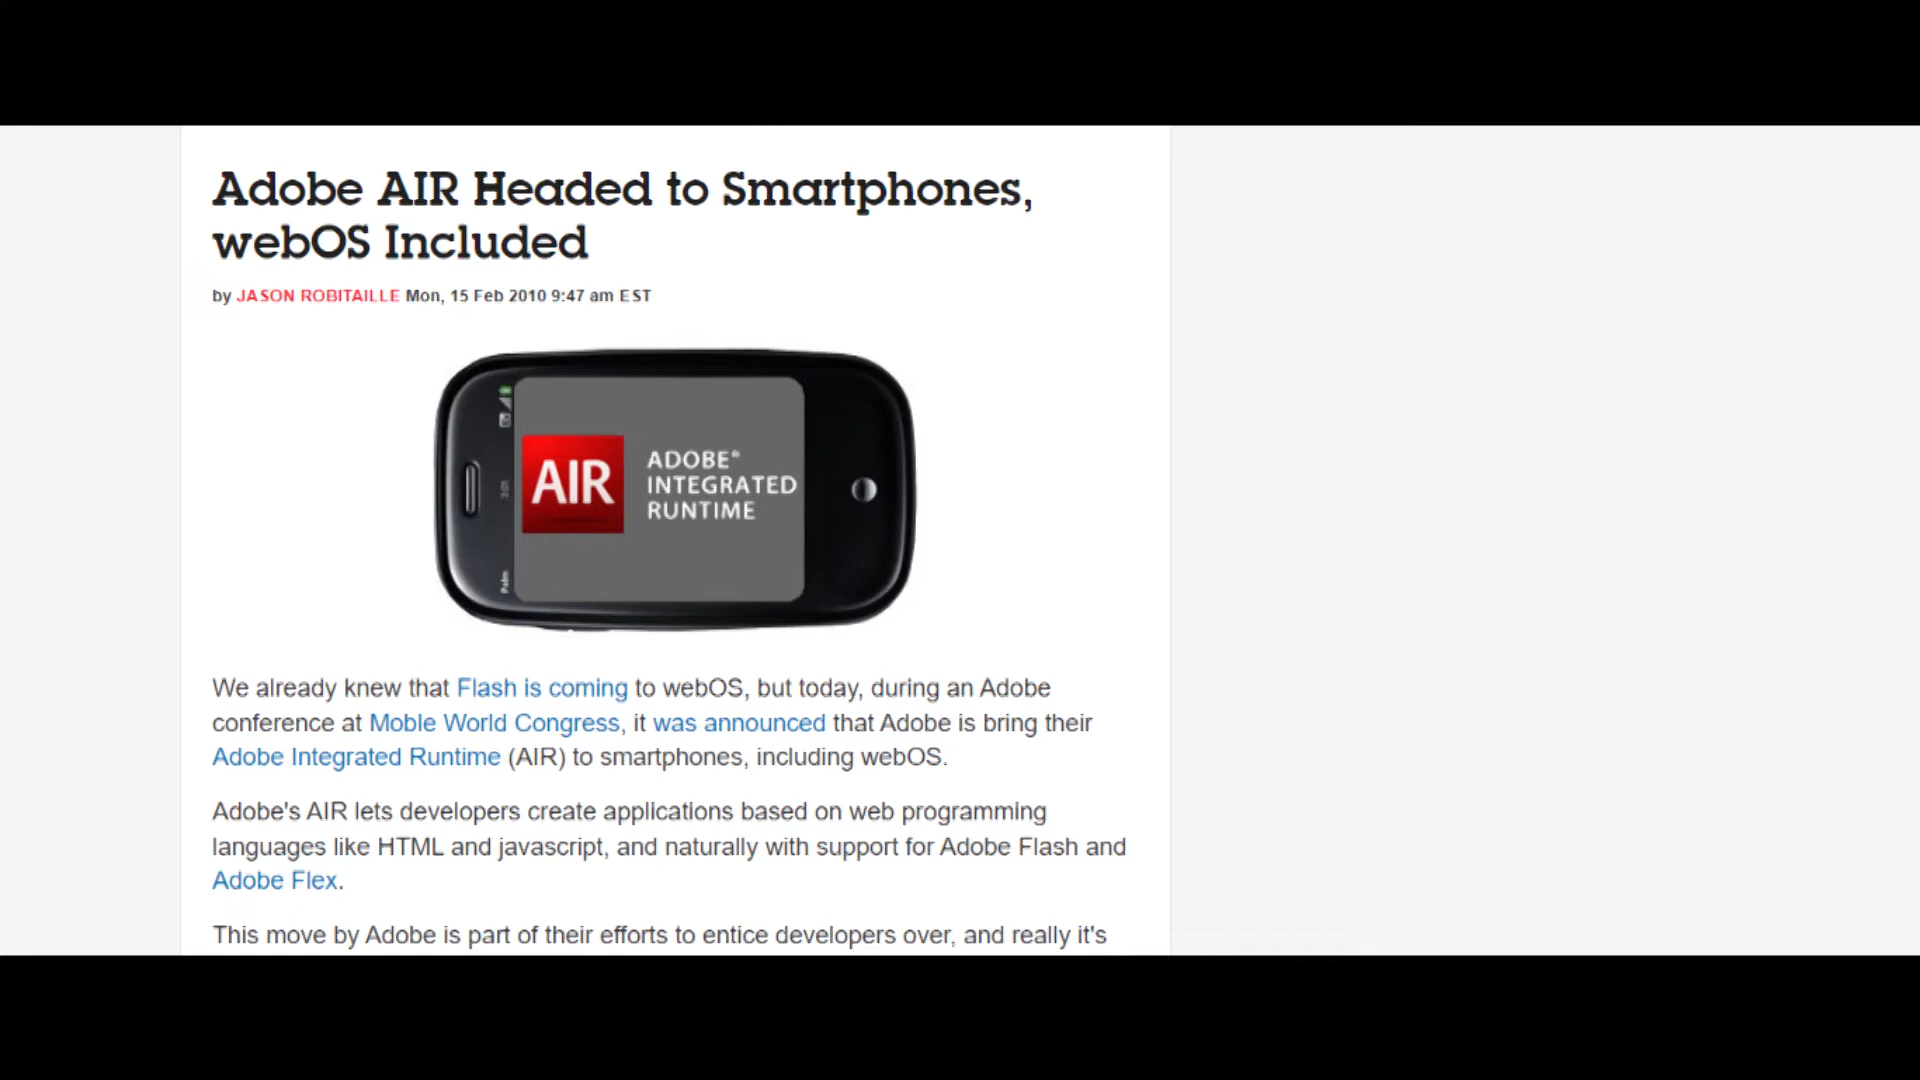 Adobe AIR Headed to Smartphones,
webOS Included
by JASON ROBITAILLE Mon, 15 Feb 2010 9:47 am EST
AIR
ADOBE®
INTEGRATED
RUNTIME
Palm
We already knew that Flash is coming to webOS, but today, during an Adobe
conference at Moble World Congress, it was announced that Adobe is bring their
Adobe Integrated Runtime (AIR) to smartphones, including webOS.
Adobe's AIR lets developers create applications based on web programming
languages like HTML and javascript, and naturally with support for Adobe Flash and
Adobe Flex.
This move by Adobe is part of their efforts to entice developers over, and really it's